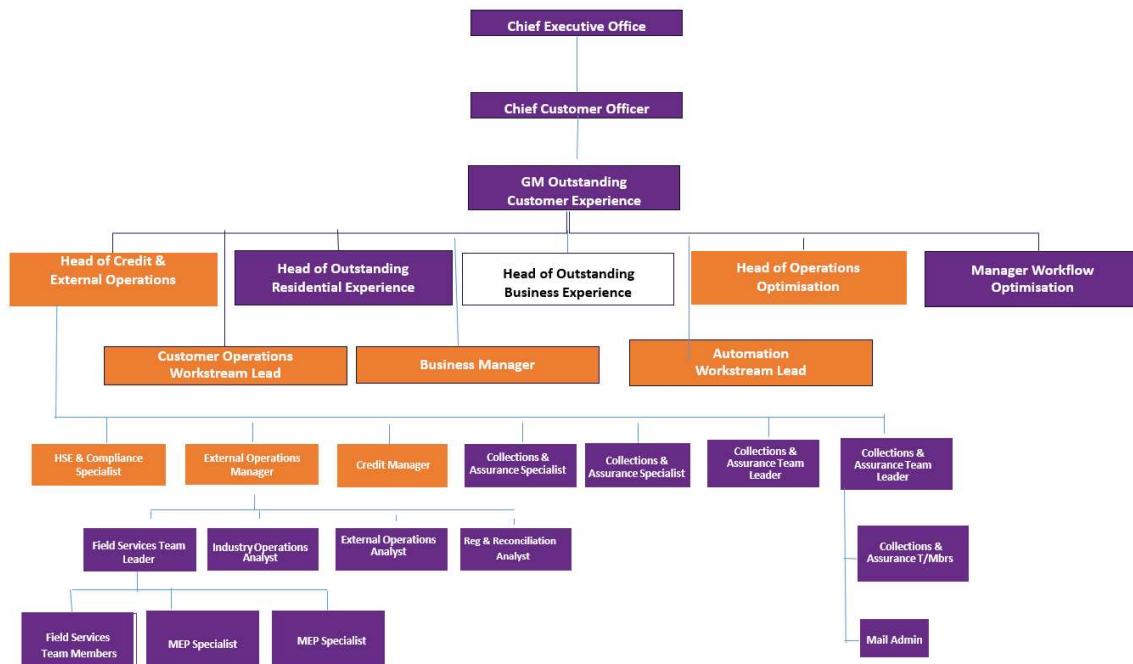 Chief Executive Office
Chief Customer Officer
GM Outstanding
Customer Experience
Head of Credit &
External Operations
Head of Outstanding
Residential Experience
Head of Outstanding
Business Experience
Head of Operations
Optimisation
Manager Workflow
Optimisation
Customer Operations
Workstream Lead
Business Manager
Automation
Workstream Lead
HSE & Compliance
Specialist
External Operations
Manager
Credit Manager
Collections &
Assurance Specialist
Collections &
Assurance Specialist
Collections &
Assurance Team
Leader
Collections &
Assurance Team
Leader
Field Services Team
Leader
Industry Operations
Analyst
External Operations
Analyst
Reg & Reconciliation
Analyst
Collections &
Assurance T/Mbrs
Field Services
Team Members
MEP Specialist
MEP Specialist
Mail Admin